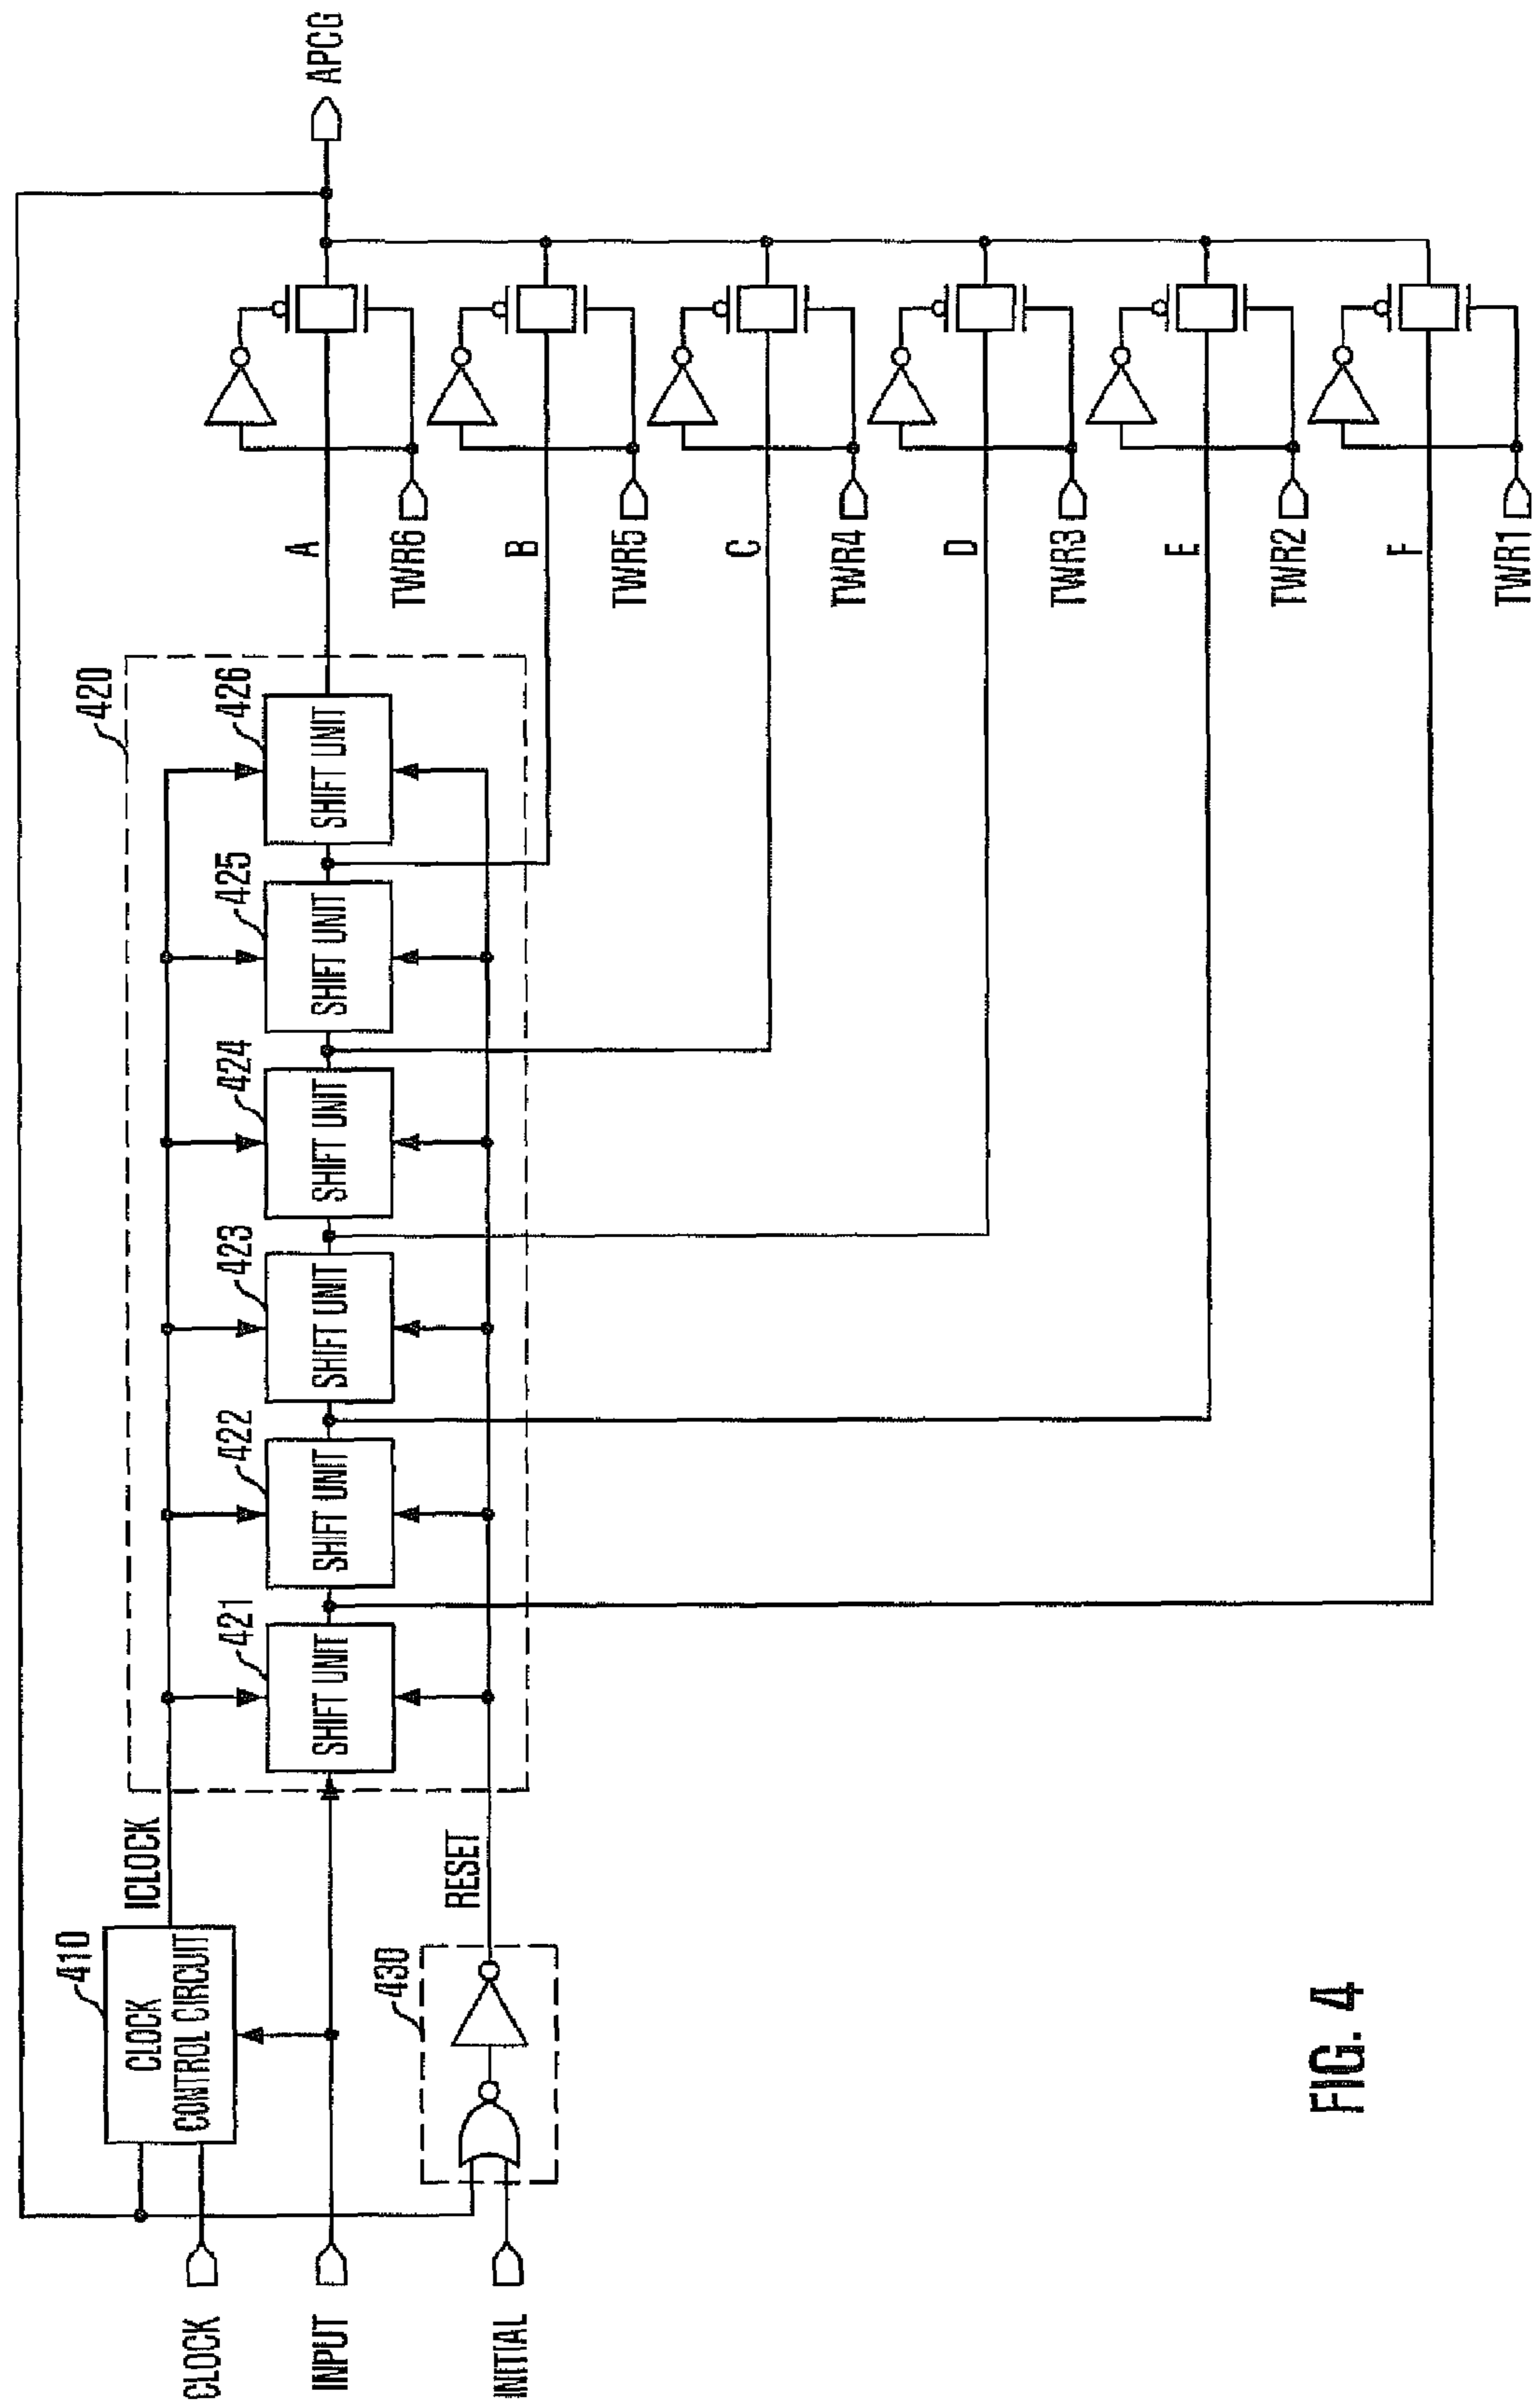 CLOCK
INPUT
INITIAL
410
CLOCK
CONTROL CIRCUIT
ICLOCK
430
RESET
420
421
SHIFT UNIT
422
SHIFT UNIT
423
SHIFT UNIT
424
SHIFT UNIT
425
SHIFT UNIT
426
SHIFT UNIT
A
TWR6
B
TWR5
C
TWR4
D
TWR3
E
TWR2
F
TWR1
APCG
FIG. 4